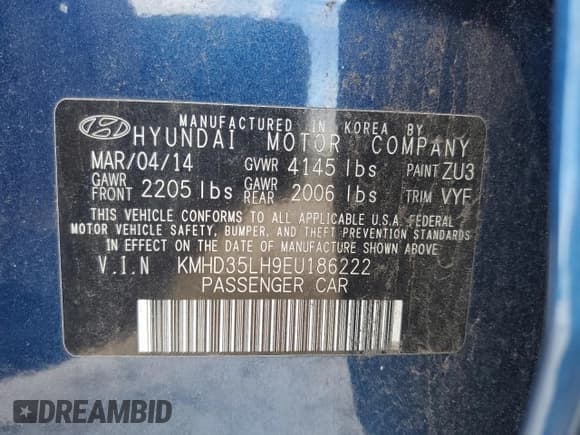 MANUFACTURED IN KOREA BY
HYUNDAI MOTOR COMPANY
MAR/04/14 GVWR 4145 lbs PAINT ZU3
GAWR FRONT 2205 lbs GAWR REAR 2006 lbs TRIM VYF
THIS VEHICLE CONFORMS TO ALL APPLICABLE U.S.A. FEDERAL
MOTOR VEHICLE SAFETY, BUMPER, AND THEFT PREVENTION STANDARDS
IN EFFECT ON THE DATE OF MANUFACTURE SHOWN ABOVE.
V.I.N KMHD35LH9EU186222
PASSENGER CAR
DREAMBID